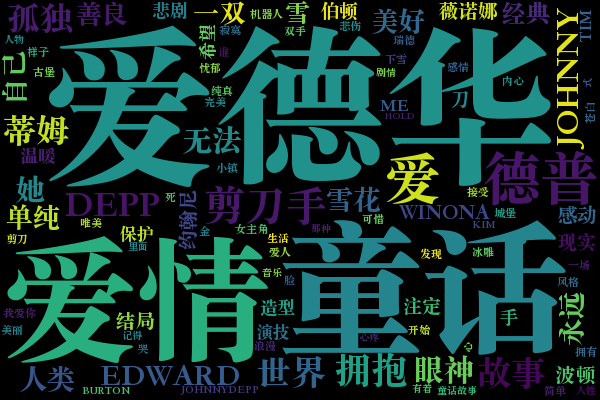 孤独 善良 悲剧 一双 机器人 雪 伯顿 美好 薇诺娜 经典 TIM
人物 自己 样子 古堡 希望 寂寞 谁 双手 悲伤 瑞德 JOHNNY
爱德华
忧郁 纯真 完美 下雪 剧情 感情 内心 苍白 式
蒂姆 温暖 无法 小镇 ME HOLD 刀
她 DEPP 剪刀手 雪花 爱 德普
单纯 死 约翰尼 WINONA 接受 城堡 感动
剪刀 唯美 保护 里面 金 女主角 可惜 那种 KIM 现实
爱情 童话
生活 爱人 音乐 脸 发现 冰雕 一场 风格
我爱你 美丽 结局 记得 哭 造型 演技 浪漫 注定 心疼 开始 手 永远 拥有
人类 EDWARD 世界 拥抱 眼神 故事 波顿
BURTON JOHNNYDEPP 有着 童话故事 简单 人性